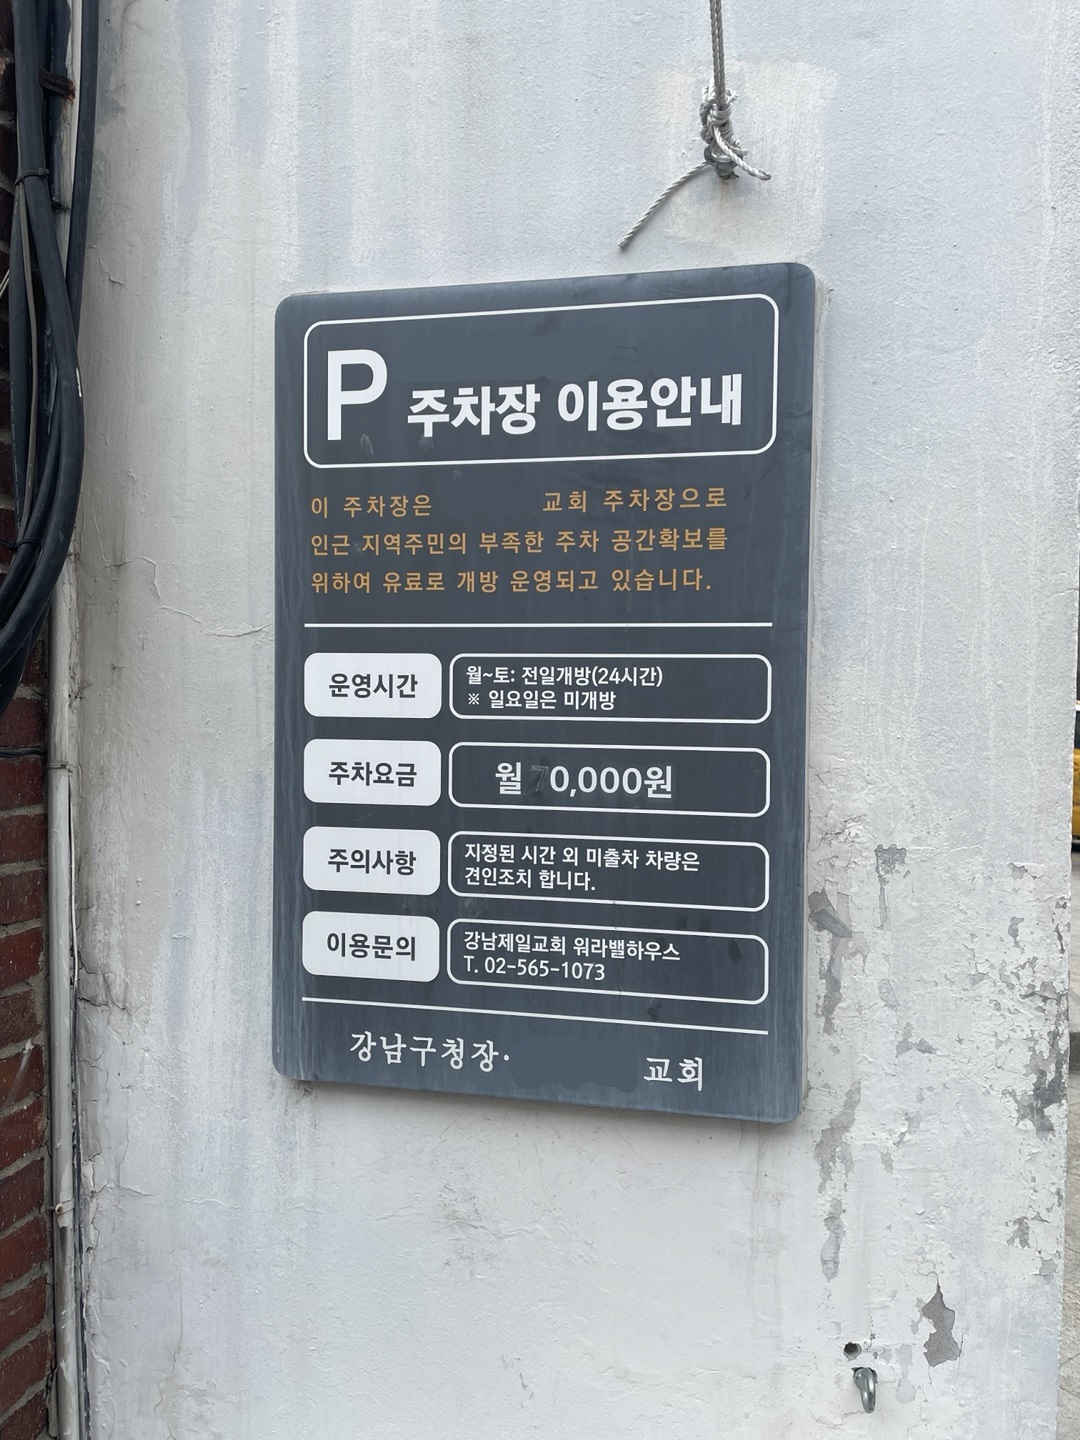 P 주차장 이용안내
이 주차장은 교회 주차장으로
인근 지역주민의 부족한 주차 공간확보를
위하여 유료로 개방 운영되고 있습니다.
운영시간
월~토: 전일개방(24시간)
※ 일요일은 미개방
주차요금
월 70,000원
주의사항
지정된 시간 외 미출차 차량은
견인조치 합니다.
이용문의
강남제일교회 워라밸하우스
T. 02-565-1073
강남구청장· 교회